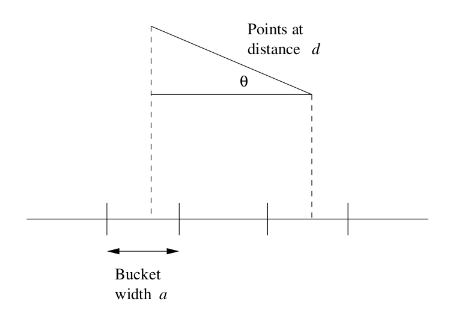 Points at
distance d
θ
Bucket
width a